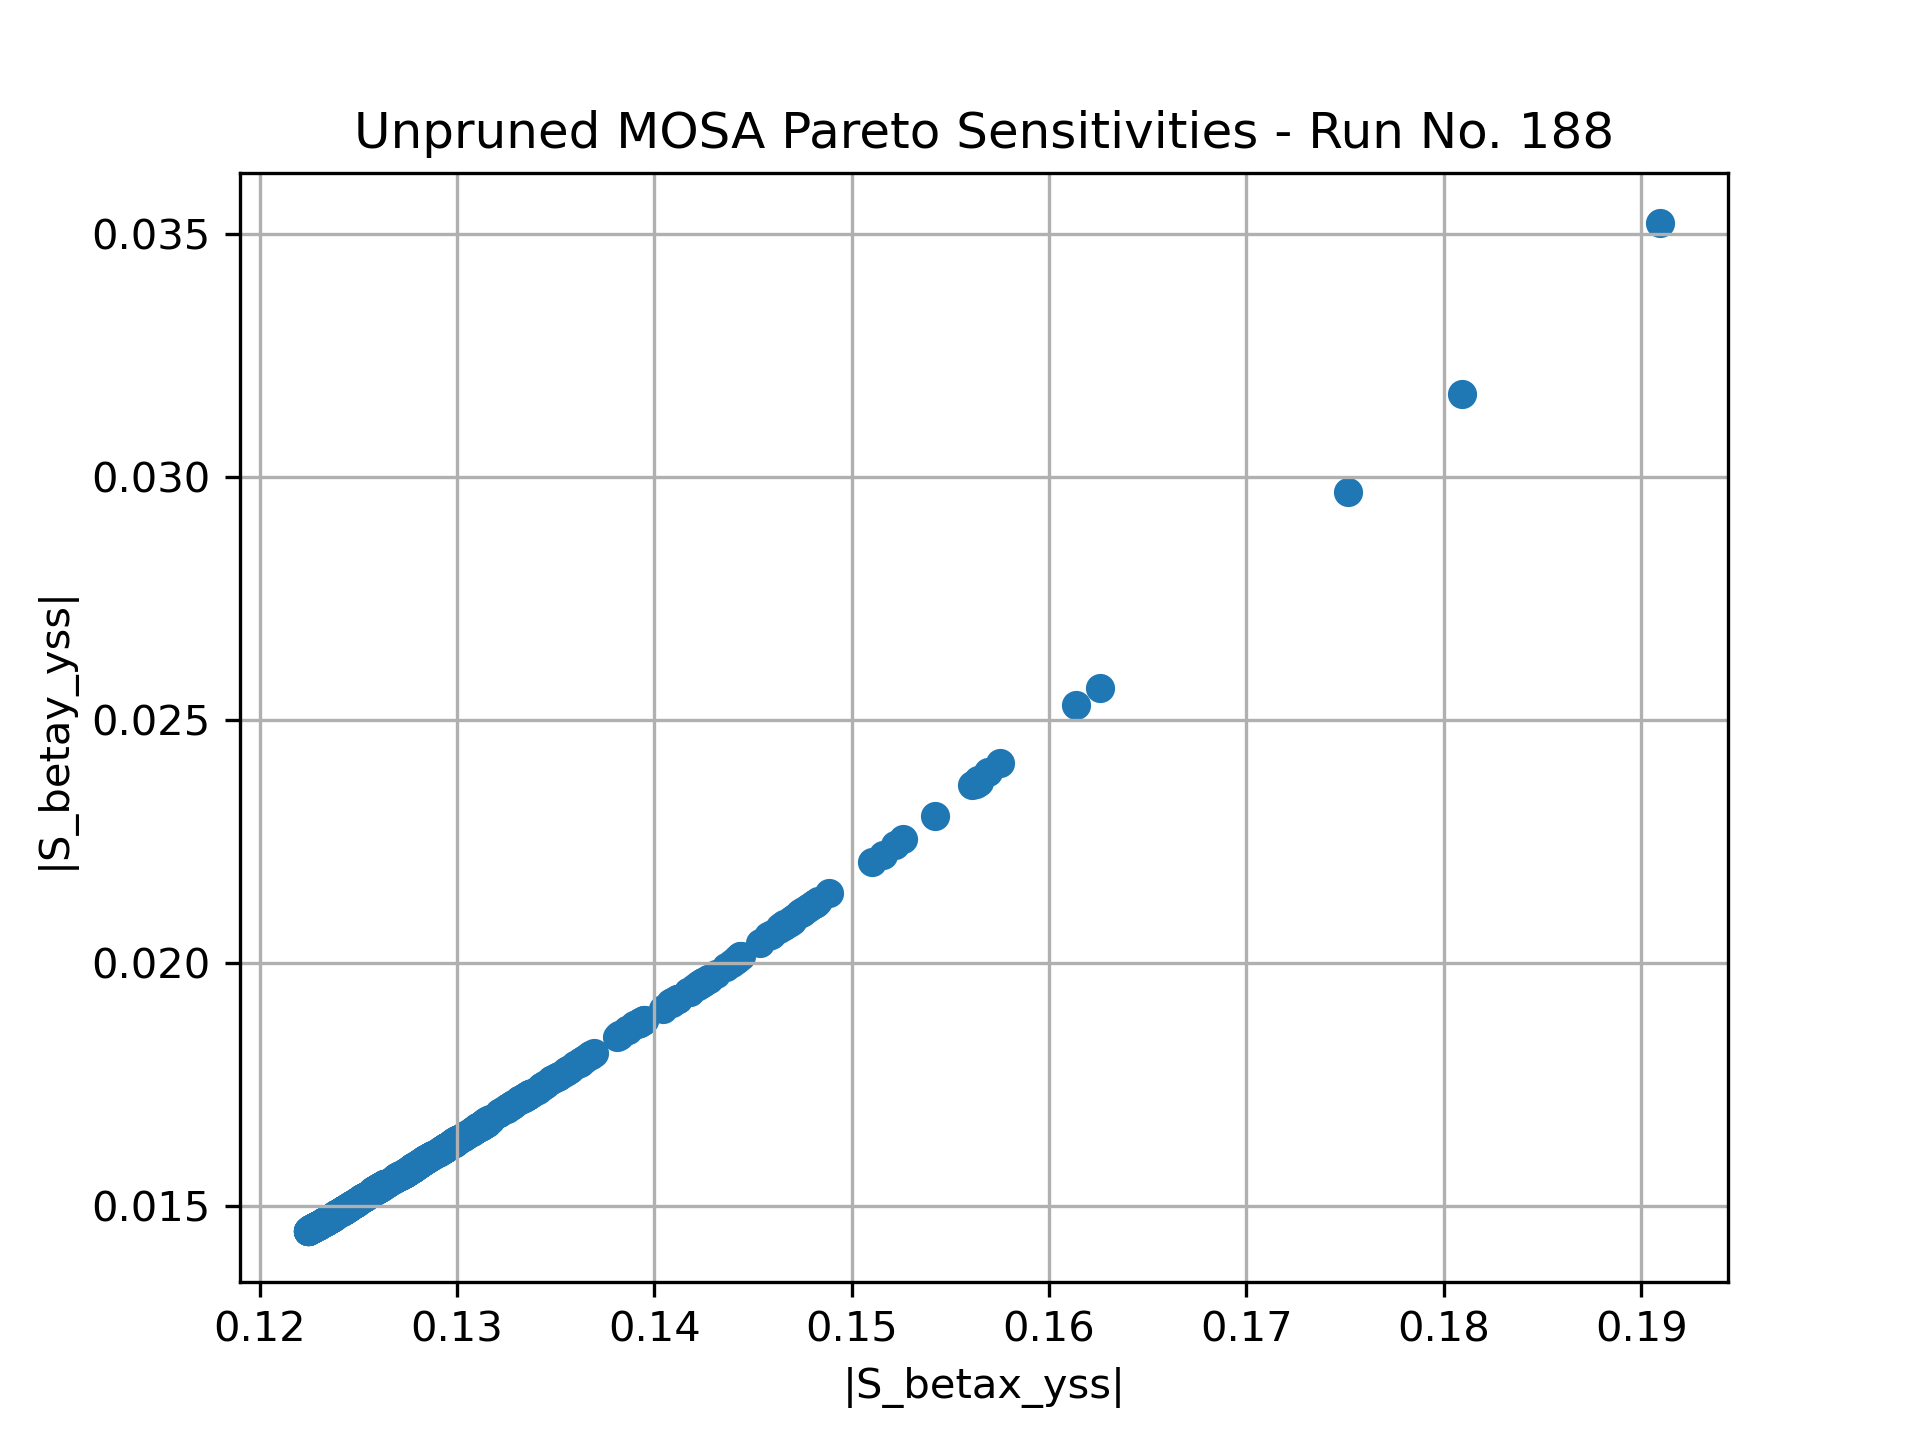 Unpruned MOSA Pareto Sensitivities - Run No. 188
|S_betay_yss|
0.035
0.030
0.025
0.020
0.015
0.12 0.13 0.14 0.15 0.16 0.17 0.18 0.19
|S_betax_yss|